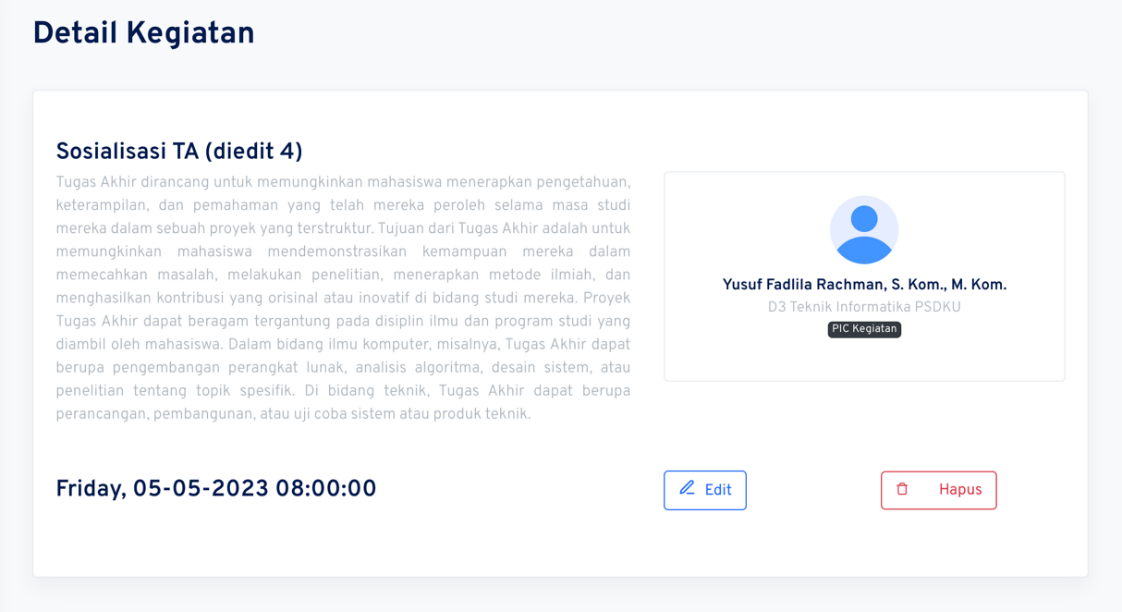 Detail Kegiatan
Sosialisasi TA (diedit 4)
Tugas Akhir dirancang untuk memungkinkan mahasiswa menerapkan pengetahuan,
keterampilan, dan pemahaman yang telah mereka peroleh selama masa studi
mereka dalam sebuah proyek yang terstruktur. Tujuan dari Tugas Akhir adalah untuk
memungkinkan mahasiswa mendemonstrasikan kemampuan mereka dalam
memecahkan masalah, melakukan penelitian, menerapkan metode ilmiah, dan
menghasilkan kontribusi yang orisinal atau inovatif di bidang studi mereka. Proyek
Tugas Akhir dapat beragam tergantung pada disiplin ilmu dan program studi yang
diambil oleh mahasiswa. Dalam bidang ilmu komputer, misalnya, Tugas Akhir dapat
berupa pengembangan perangkat lunak, analisis algoritma, desain sistem, atau
penelitian tentang topik spesifik. Di bidang teknik, Tugas Akhir dapat berupa
perancangan, pembangunan, atau uji coba sistem atau produk teknik.
Yusuf Fadlila Rachman, S. Kom., M. Kom.
D3 Teknik Informatika PSDKU
PIC Kegiatan
Friday, 05-05-2023 08:00:00
Edit
Hapus